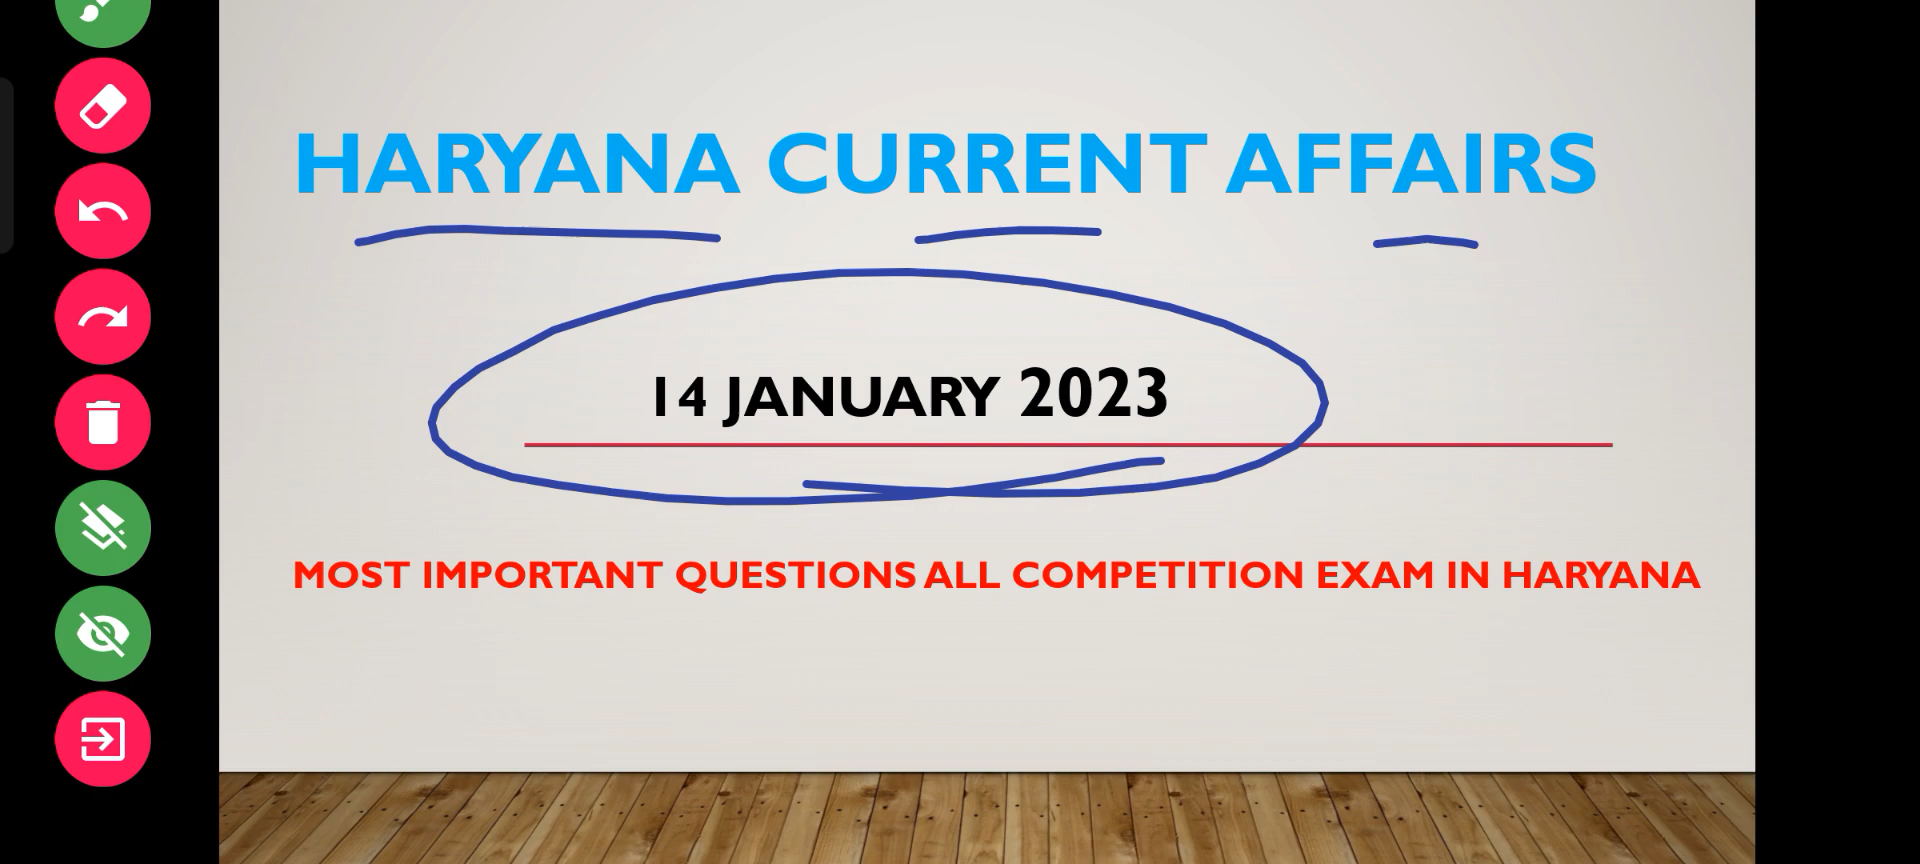 HARYANA CURRENT AFFAIRS
14 JANUARY 2023
MOST IMPORTANT QUESTIONS ALL COMPETITION EXAM IN HARYANA